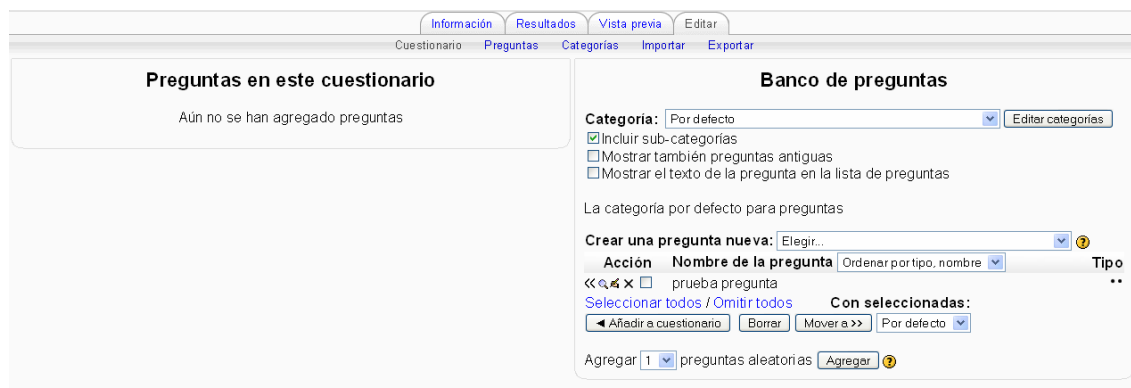 Información Resultados Vista previa Editar
Cuestionario Preguntas Categorías Importar Exportar
Preguntas en este cuestionario
Aún no se han agregado preguntas
Banco de preguntas
Categoría: Por defecto Editar categorías
Incluir sub-categorías
Mostrar también preguntas antiguas
Mostrar el texto de la pregunta en la lista de preguntas
La categoría por defecto para preguntas
Crear una pregunta nueva: Elegir... ?
Acción Nombre de la pregunta Ordenar por tipo, nombre Tipo
<< prueba pregunta ••
Seleccionar todos / Omitir todos Con seleccionadas:
◄ Añadir a cuestionario Borrar Mover a >> Por defecto
Agregar 1 preguntas aleatorias Agregar ?